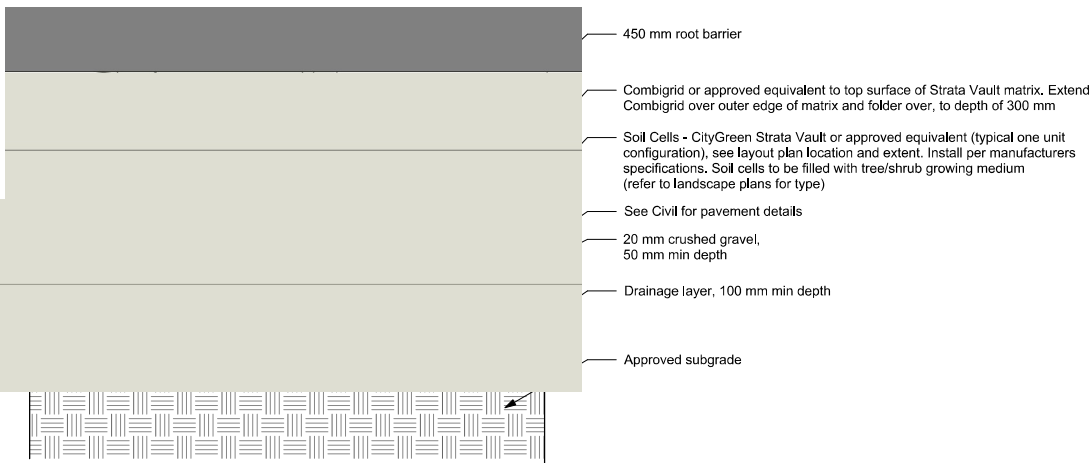 450 mm root barrier
Combigrid or approved equivalent to top surface of Strata Vault matrix. Extend
Combigrid over outer edge of matrix and folder over, to depth of 300 mm
Soil Cells - CityGreen Strata Vault or approved equivalent (typical one unit
configuration), see layout plan location and extent. Install per manufacturers
specifications. Soil cells to be filled with tree/shrub growing medium
(refer to landscape plans for type)
See Civil for pavement details
20 mm crushed gravel,
50 mm min depth
Drainage layer, 100 mm min depth
Approved subgrade